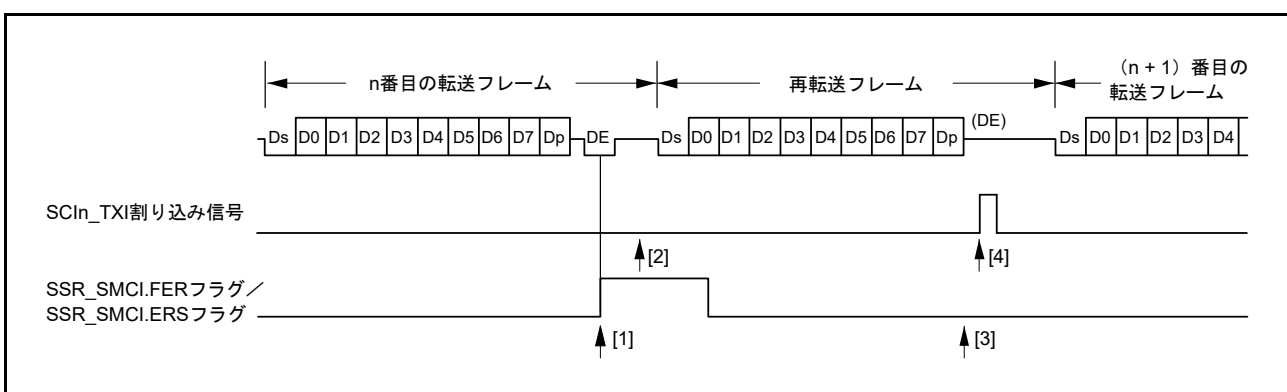 n番目の転送フレーム
再転送フレーム
(n + 1) 番目の
転送フレーム
Ds D0 D1 D2 D3 D4 D5 D6 D7 Dp DE Ds D0 D1 D2 D3 D4 D5 D6 D7 Dp (DE) Ds D0 D1 D2 D3 D4
SCIn_TXI割り込み信号
[2] [4]
SSR_SMCI.FERフラグ／
SSR_SMCI.ERSフラグ
[1] [3]